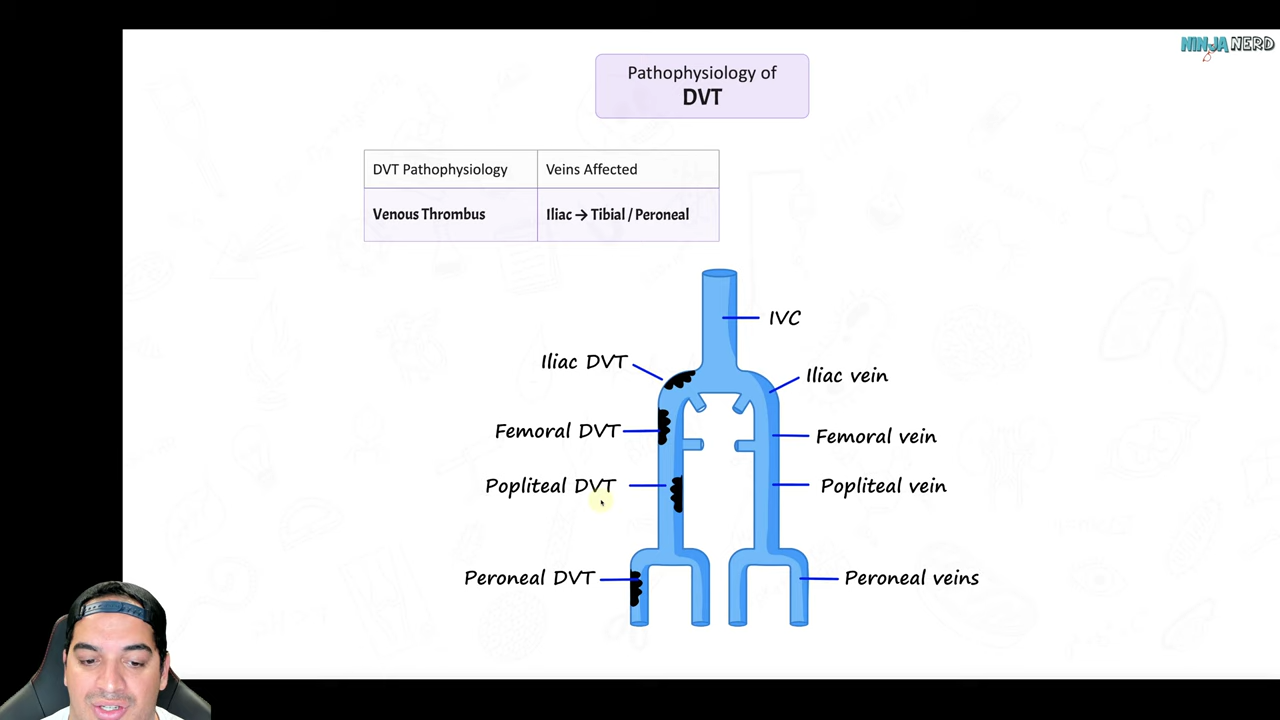 NINJA NERD
Pathophysiology of
DVT
DVT Pathophysiology
Veins Affected
Venous Thrombus
Iliac → Tibial / Peroneal
IVC
Iliac DVT
Iliac vein
Femoral DVT
Femoral vein
Popliteal DVT
Popliteal vein
Peroneal DVT
Peroneal veins